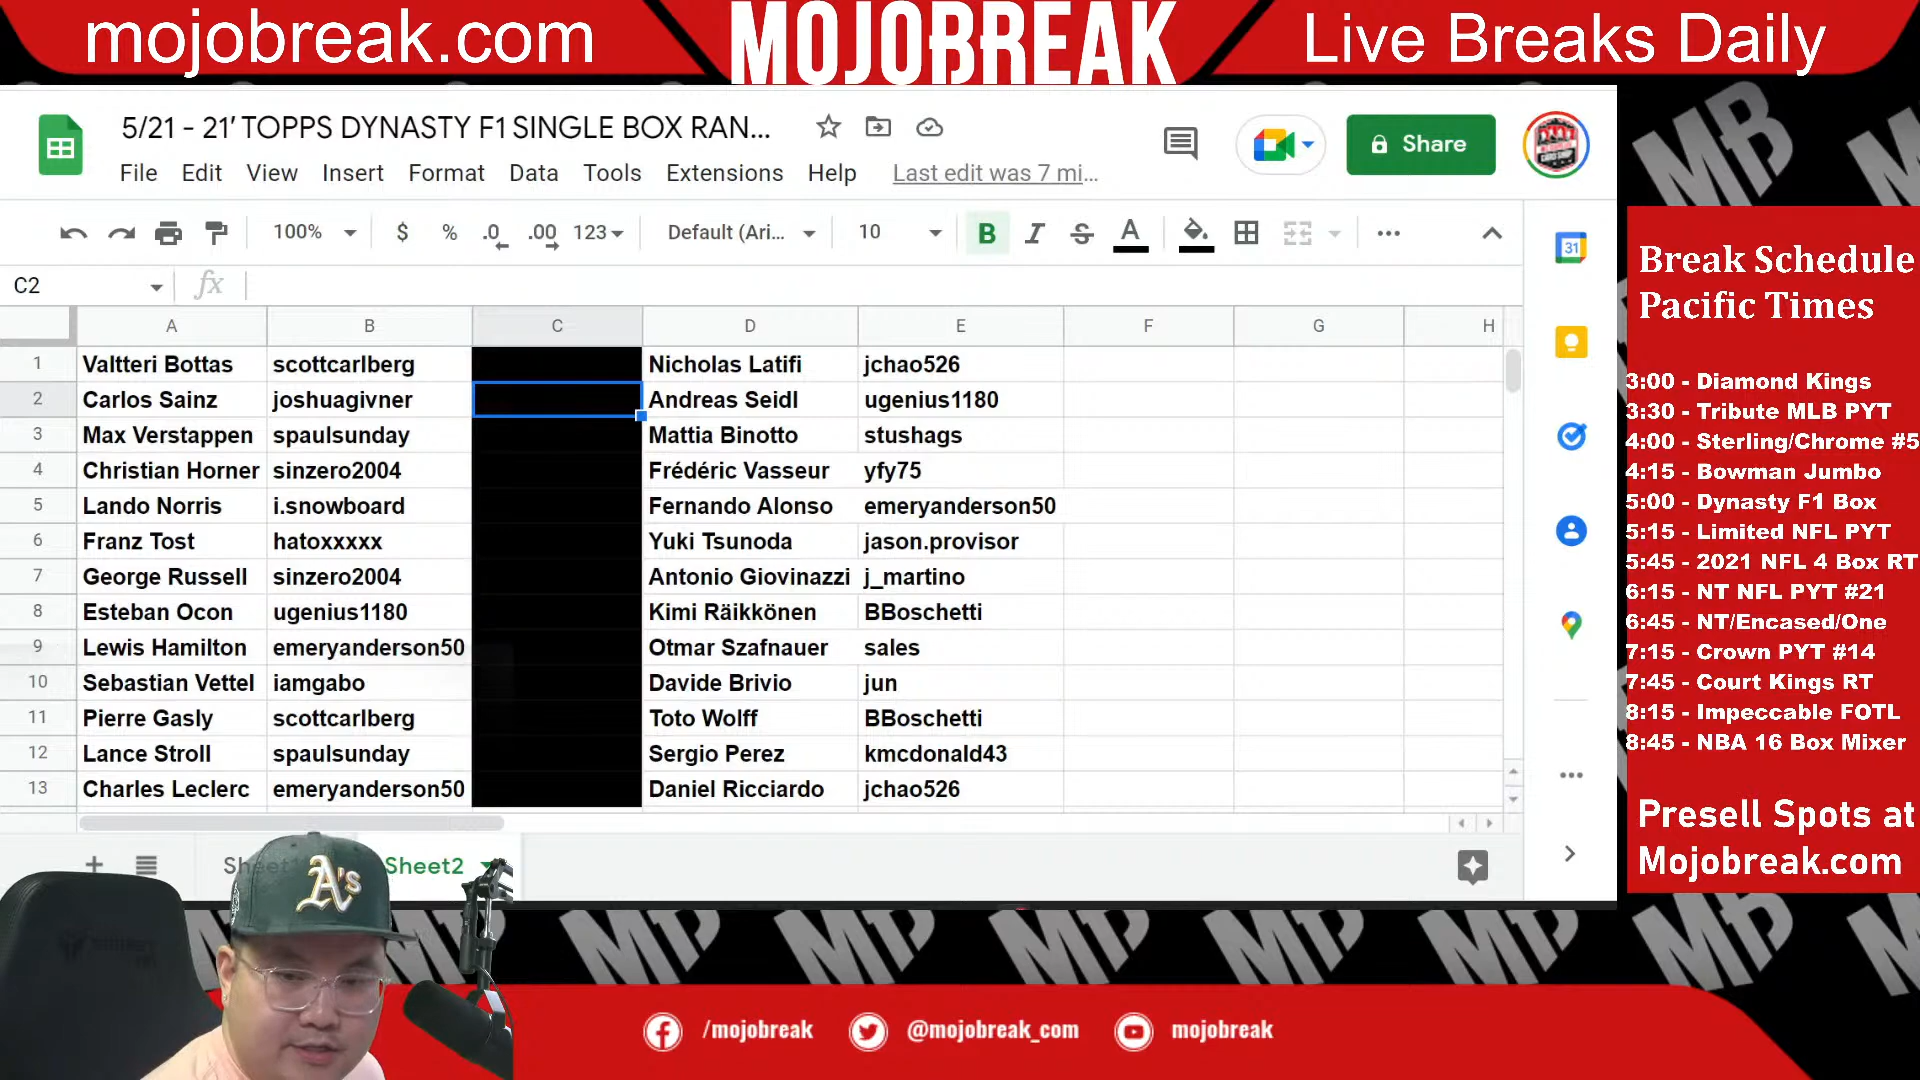 mojobreak.com
MOJOBREAK
Live Breaks Daily
5/21 - 21' TOPPS DYNASTY F1 SINGLE BOX RAN...
Share
File Edit View Insert Format Data Tools Extensions Help Last edit was 7 mi...
100% $ % .0 .00 123 Default (Ari... 10 B I S A
31
C2 fx
A B C D E F G H
1 Valtteri Bottas scottcarlberg Nicholas Latifi jchao526
2 Carlos Sainz joshuagivner Andreas Seidl ugenius1180
3 Max Verstappen spaulsunday Mattia Binotto stushags
4 Christian Horner sinzero2004 Frédéric Vasseur yfy75
5 Lando Norris i.snowboard Fernando Alonso emeryanderson50
6 Franz Tost hatoxxxxx Yuki Tsunoda jason.provisor
7 George Russell sinzero2004 Antonio Giovinazzi j_martino
8 Esteban Ocon ugenius1180 Kimi Räikkönen BBoschetti
9 Lewis Hamilton emeryanderson50 Otmar Szafnauer sales
10 Sebastian Vettel iamgabo Davide Brivio jun
11 Pierre Gasly scottcarlberg Toto Wolff BBoschetti
12 Lance Stroll spaulsunday Sergio Perez kmcdonald43
13 Charles Leclerc emeryanderson50 Daniel Ricciardo jchao526
Sheet2
A's
Break Schedule
Pacific Times
3:00 - Diamond Kings
3:30 - Tribute MLB PYT
4:00 - Sterling/Chrome #5
4:15 - Bowman Jumbo
5:00 - Dynasty F1 Box
5:15 - Limited NFL PYT
5:45 - 2021 NFL 4 Box RT
6:15 - NT NFL PYT #21
6:45 - NT/Encased/One
7:15 - Crown PYT #14
7:45 - Court Kings RT
8:15 - Impeccable FOTL
8:45 - NBA 16 Box Mixer
Presell Spots at
Mojobreak.com
/mojobreak @mojobreak_com mojobreak